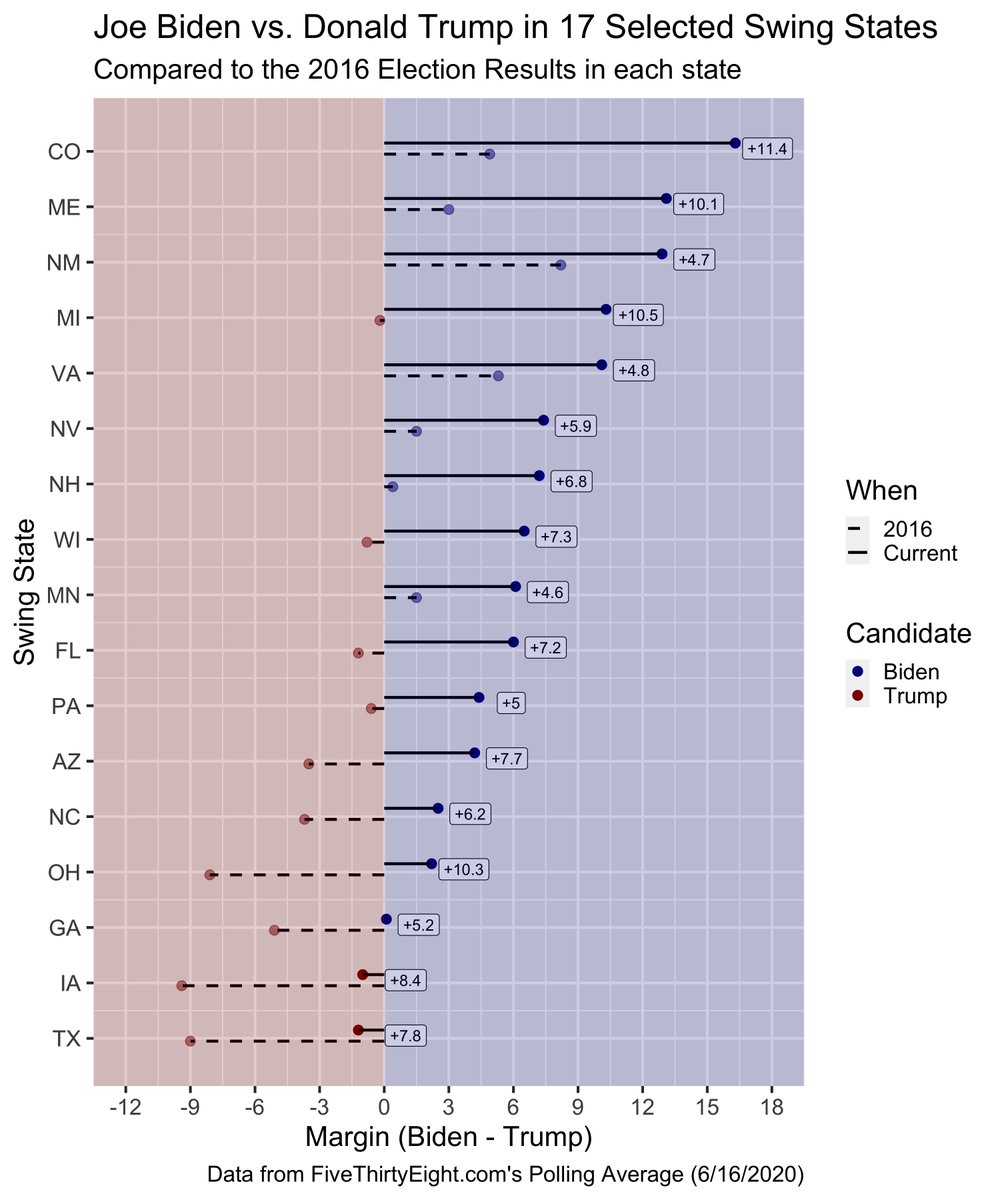 Joe Biden vs. Donald Trump in 17 Selected Swing States
Compared to the 2016 Election Results in each state
Swing State
CO +11.4
ME +10.1
NM +4.7
MI +10.5
VA +4.8
NV +5.9
NH +6.8
WI +7.3
MN +4.6
FL +7.2
PA +5
AZ +7.7
NC +6.2
OH +10.3
GA +5.2
IA +8.4
TX +7.8
-12 -9 -6 -3 0 3 6 9 12 15 18
Margin (Biden - Trump)
Data from FiveThirtyEight.com's Polling Average (6/16/2020)
When
2016
Current
Candidate
Biden
Trump